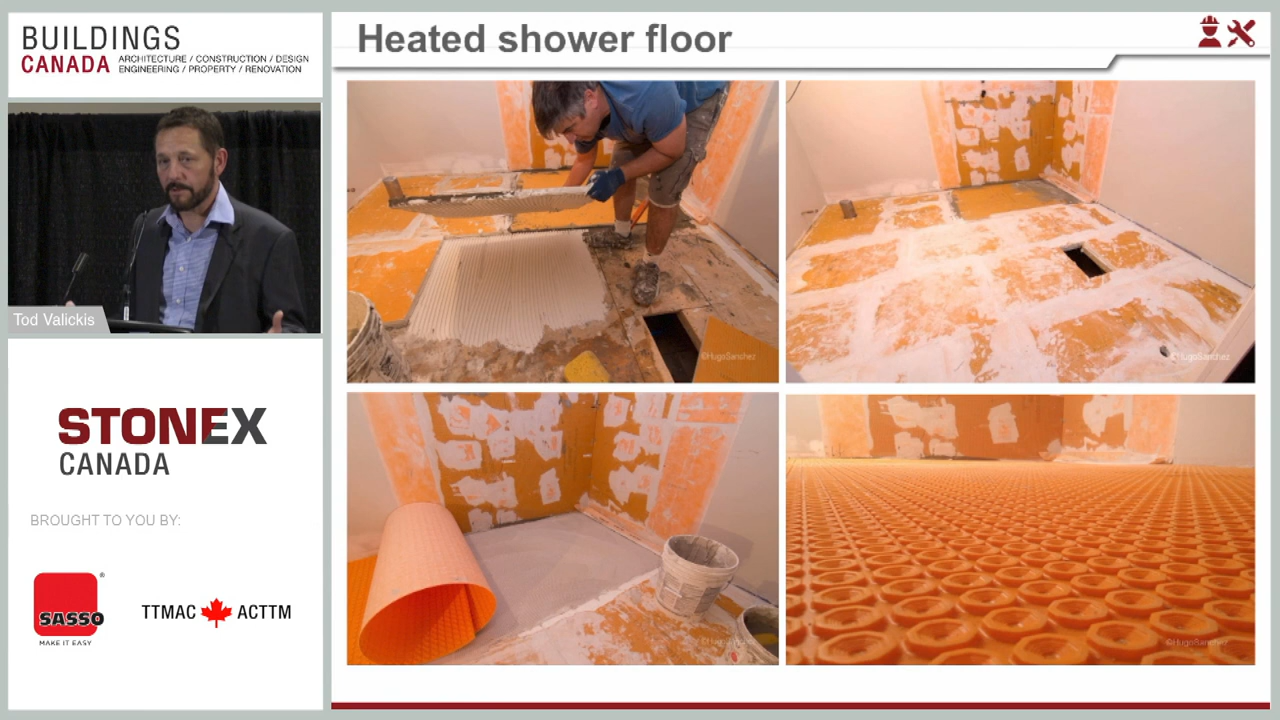 BUILDINGS
CANADA
ARCHITECTURE / CONSTRUCTION / DESIGN
ENGINEERING / PROPERTY / RENOVATION
Heated shower floor
©HugoSanchez
©HugoSanchez
©HugoSanchez
©HugoSanchez
Tod Valickis
STONEX
CANADA
BROUGHT TO YOU BY:
SASSO®
MAKE IT EASY
TTMAC ACTTM